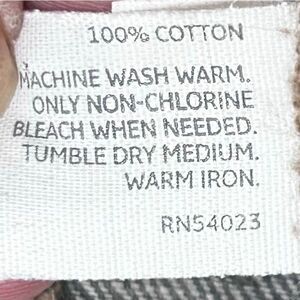 100% COTTON
MACHINE WASH WARM.
ONLY NON-CHLORINE
BLEACH WHEN NEEDED.
TUMBLE DRY MEDIUM.
WARM IRON.
RN54023